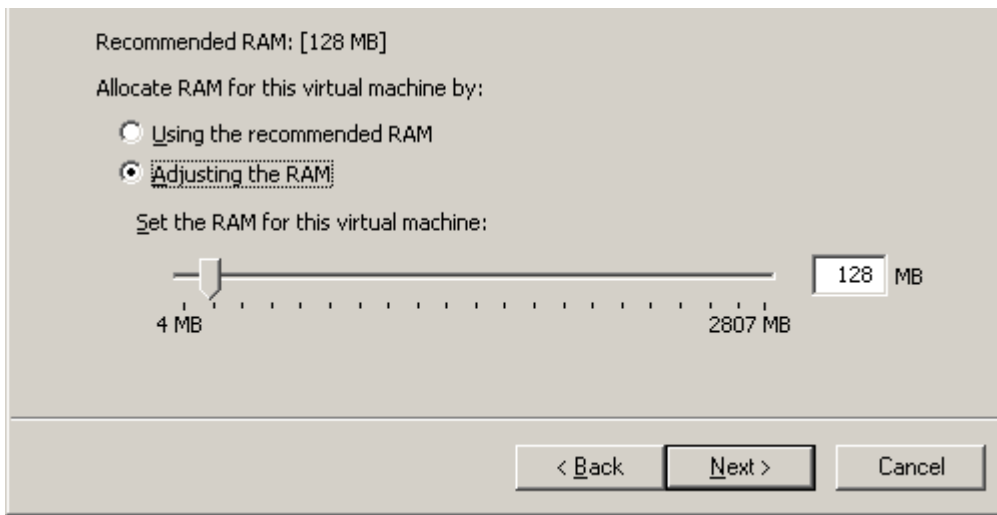 Recommended RAM: [128 MB]
Allocate RAM for this virtual machine by:
Using the recommended RAM
Adjusting the RAM
Set the RAM for this virtual machine:
128 MB
4 MB 2807 MB
< Back Next > Cancel